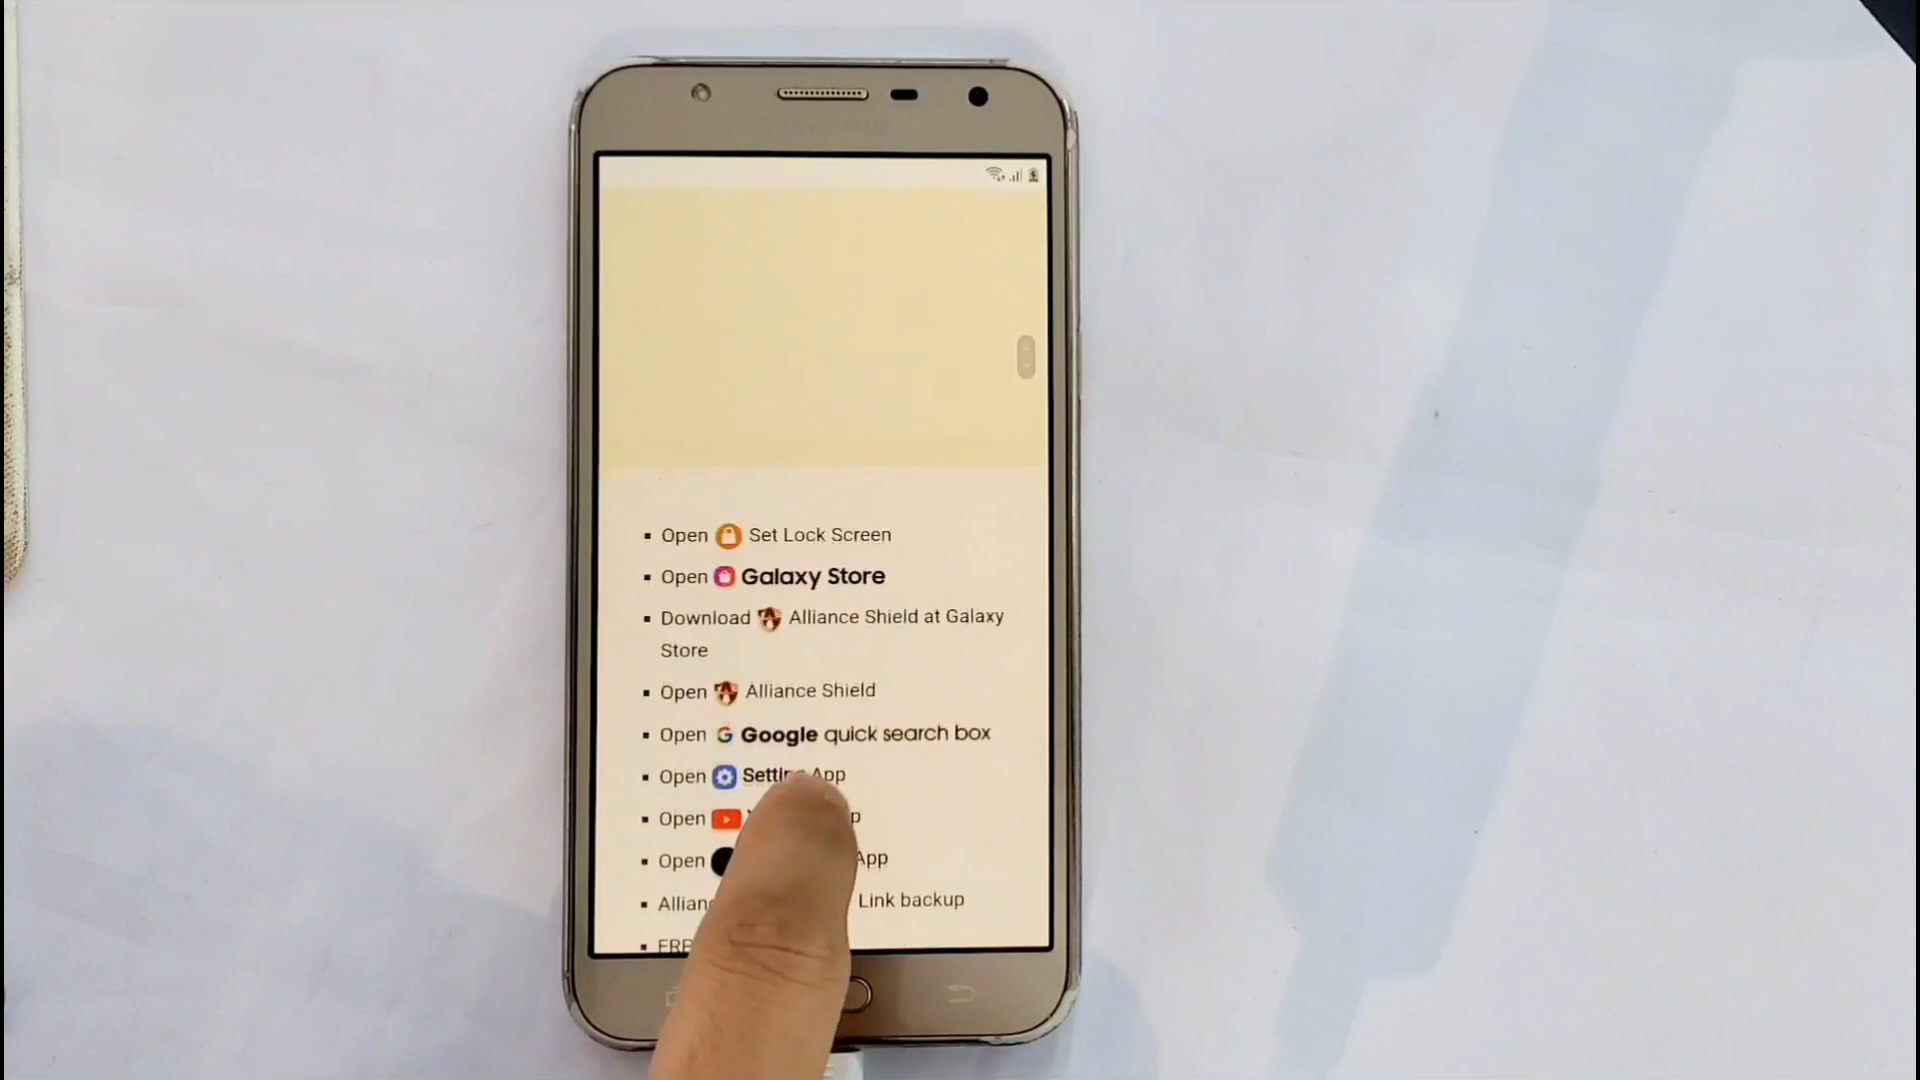 Open Set Lock Screen
Open Galaxy Store
Download Alliance Shield at Galaxy
Store
Open Alliance Shield
Open Google quick search box
Open App
Open
Open App
Link backup
FRP